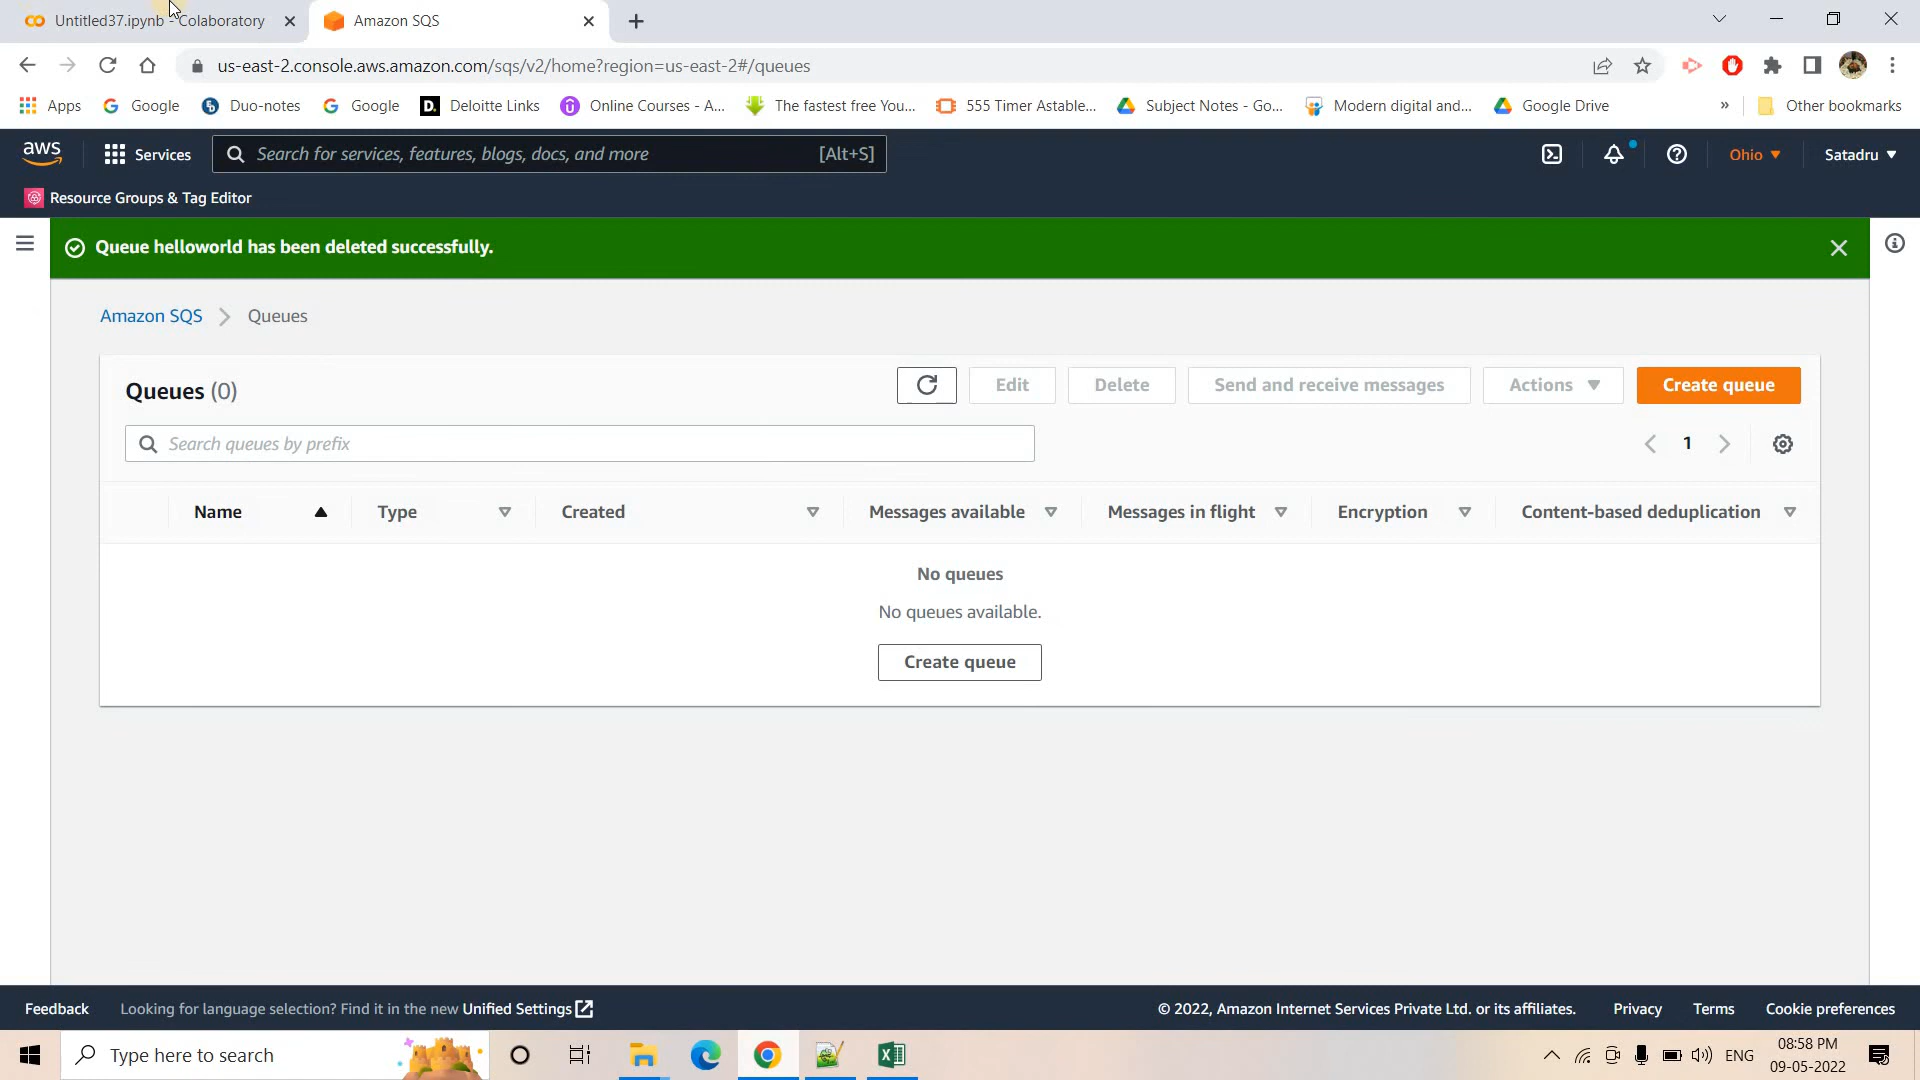 Untitled37.ipynb - Colaboratory
Amazon SQS
us-east-2.console.aws.amazon.com/sqs/v2/home?region=us-east-2#/queues
Apps
Google
Duo-notes
Google
D.
Deloitte Links
Online Courses - A...
The fastest free You...
555 Timer Astable...
Subject Notes - Go...
Modern digital and...
Google Drive
»
Other bookmarks
aws
Services
Search for services, features, blogs, docs, and more
[Alt+S]
Ohio
Satadru
Resource Groups & Tag Editor
Queue helloworld has been deleted successfully.
Amazon SQS
Queues
Queues (0)
Edit
Delete
Send and receive messages
Actions
Create queue
Search queues by prefix
1
Name
Type
Created
Messages available
Messages in flight
Encryption
Content-based deduplication
No queues
No queues available.
Create queue
Feedback
Looking for language selection? Find it in the new Unified Settings
© 2022, Amazon Internet Services Private Ltd. or its affiliates.
Privacy
Terms
Cookie preferences
Type here to search
ENG
08:58 PM
09-05-2022